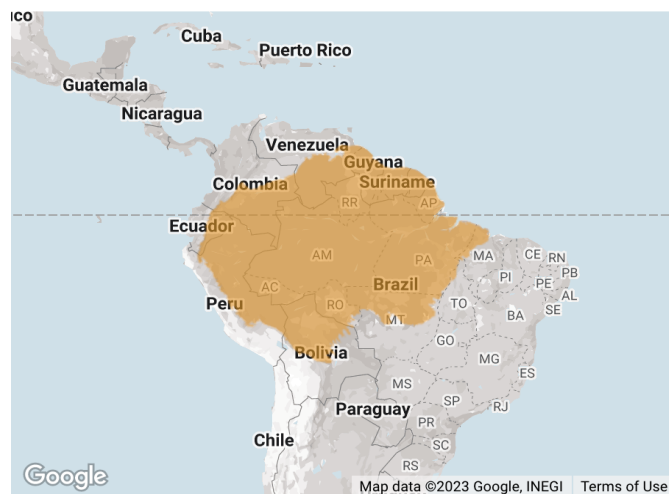 ico
Cuba
Puerto Rico
Guatemala
Nicaragua
Venezuela
Guyana
Colombia
Suriname
RR
AP
Ecuador
AM
PA
MA
CE
RN
PI
PB
PE
AL
AC
Brazil
SE
Peru
RO
TO
BA
MT
GO
Bolivia
MG
ES
MS
SP
RJ
Paraguay
PR
Chile
SC
RS
Google
Map data ©2023 Google, INEGI
Terms of Use